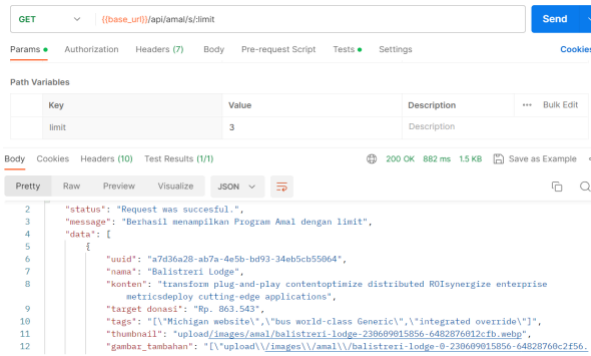 GET {{base_url}}/api/amal/s/:limit Send
Params Authorization Headers (7) Body Pre-request Script Tests Settings Cookies
Path Variables
Key Value Description ••• Bulk Edit
limit 3 Description
Body Cookies Headers (10) Test Results (1/1) 200 OK 882 ms 1.5 KB Save as Example
Pretty Raw Preview Visualize JSON
2 "status": "Request was succesful.",
3 "message": "Berhasil menampilkan Program Amal dengan limit",
4 "data": [
5 {
6 "uuid": "a7d36a28-ab7a-4e5b-bd93-34eb5cb55064",
7 "nama": "Balistreri Lodge",
8 "konten": "transform plug-and-play contentoptimize distributed ROIsynergize enterprise
metricsdeploy cutting-edge applications",
9 "target donasi": "Rp. 863.543",
10 "tags": "[\"Michigan website\",\"bus world-class Generic\",\"integrated override\"]",
11 "thumbnail": "upload/images/amal/balistreri-lodge-230609015856-6482876012cfb.webp",
12 "gambar_tambahan": "[\"upload\\/images\\/amal\\/balistreri-lodge-0-230609015856-64828760c2f56.